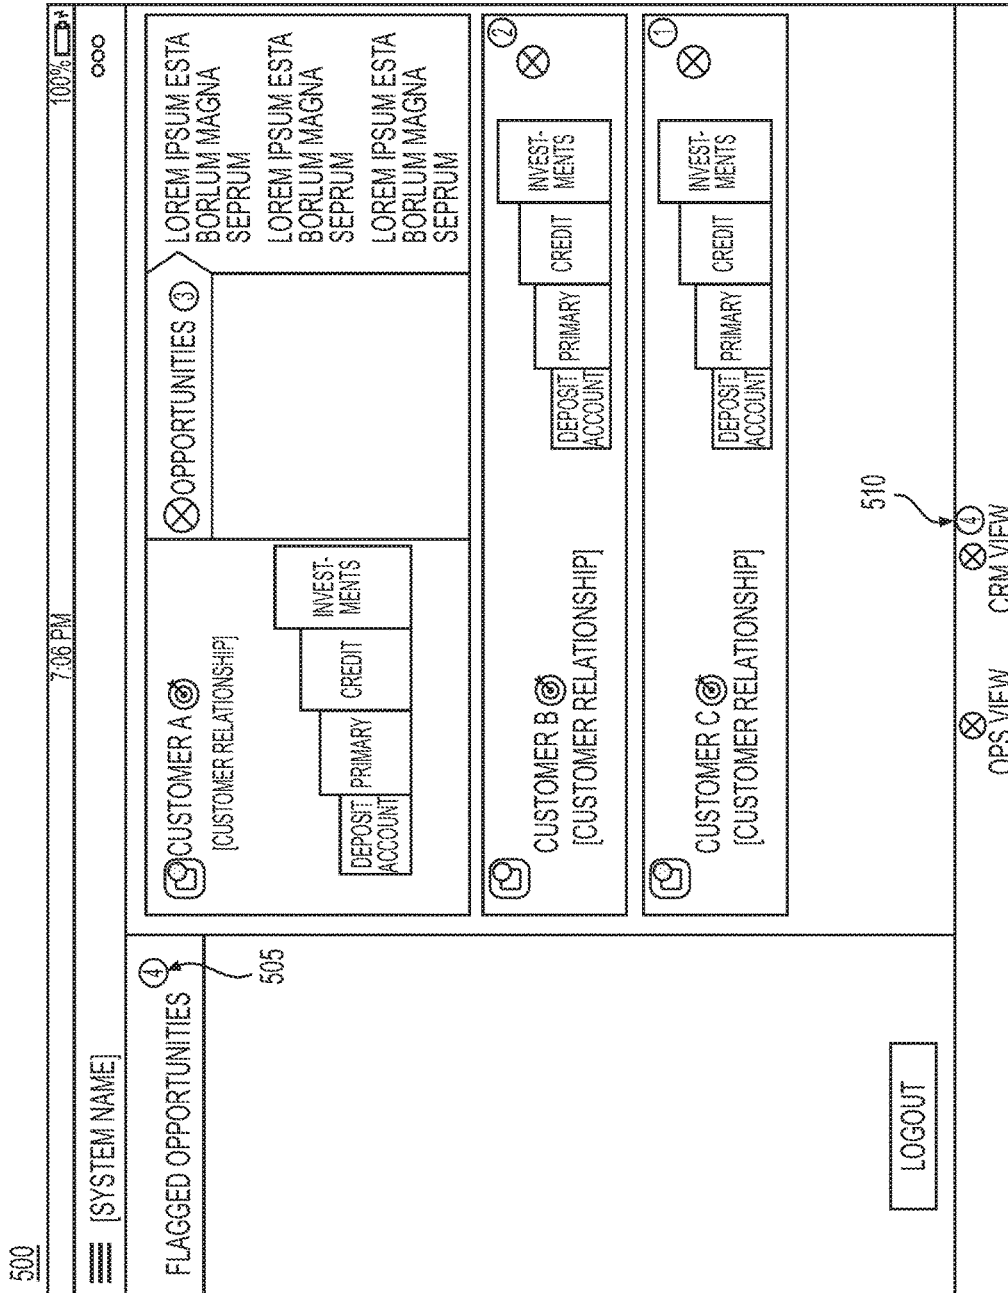 500
7:06 PM
100%
[SYSTEM NAME]
FLAGGED OPPORTUNITIES 4
505
LOGOUT
CUSTOMER A
[CUSTOMER RELATIONSHIP]
DEPOSIT
ACCOUNT
PRIMARY
CREDIT
INVEST-
MENTS
OPPORTUNITIES 3
LOREM IPSUM ESTA
BORLUM MAGNA
SEPRUM
LOREM IPSUM ESTA
BORLUM MAGNA
SEPRUM
LOREM IPSUM ESTA
BORLUM MAGNA
SEPRUM
CUSTOMER B
[CUSTOMER RELATIONSHIP]
DEPOSIT
ACCOUNT
PRIMARY
CREDIT
INVEST-
MENTS
2
CUSTOMER C
[CUSTOMER RELATIONSHIP]
DEPOSIT
ACCOUNT
PRIMARY
CREDIT
INVEST-
MENTS
1
510
4
OPS VIEW
CRM VIEW